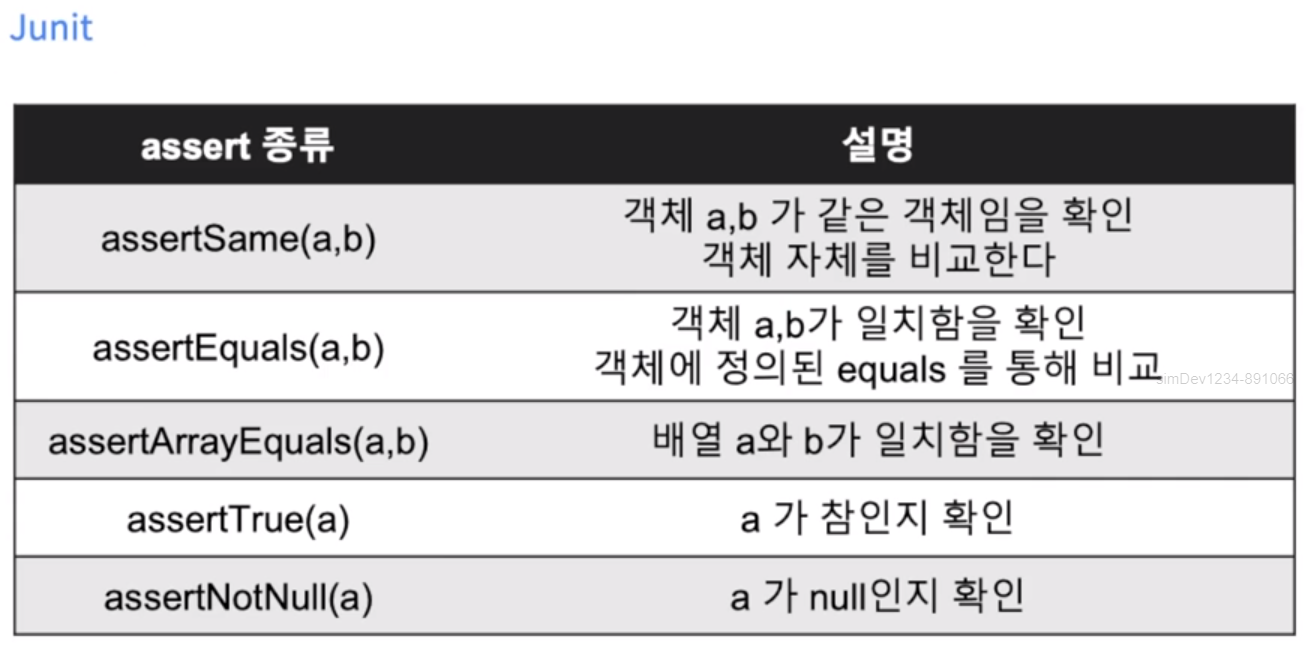 Junit
assert 종류 설명
assertSame(a,b) 객체 a,b 가 같은 객체임을 확인
객체 자체를 비교한다
assertEquals(a,b) 객체 a,b가 일치함을 확인
객체에 정의된 equals 를 통해 비교
simDev1234-891066
assertArrayEquals(a,b) 배열 a와 b가 일치함을 확인
assertTrue(a) a 가 참인지 확인
assertNotNull(a) a 가 null인지 확인